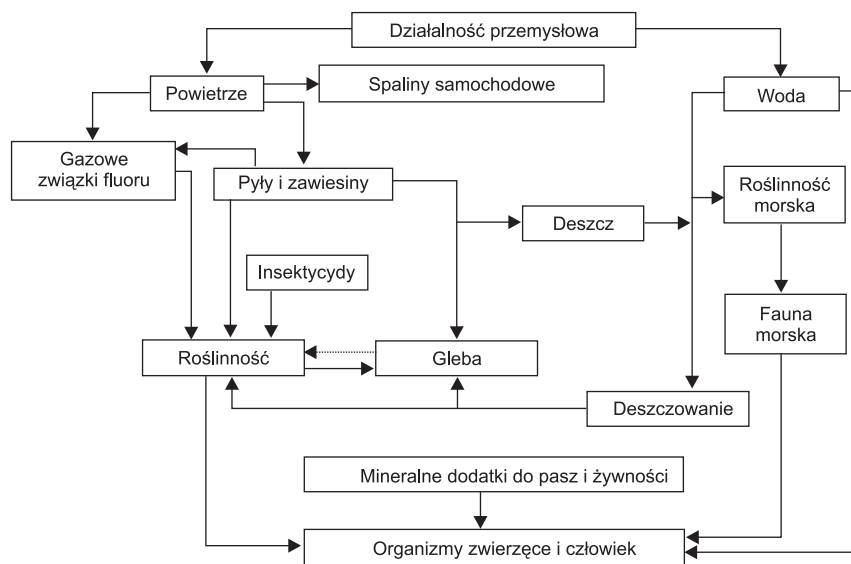 Działalność przemysłowa
Powietrze
Spaliny samochodowe
Woda
Gazowe
związki fluoru
Pyły i zawiesiny
Roślinność
morska
Deszcz
Insektycydy
Fauna
morska
Roślinność
Gleba
Deszczowanie
Mineralne dodatki do pasz i żywności
Organizmy zwierzęce i człowiek